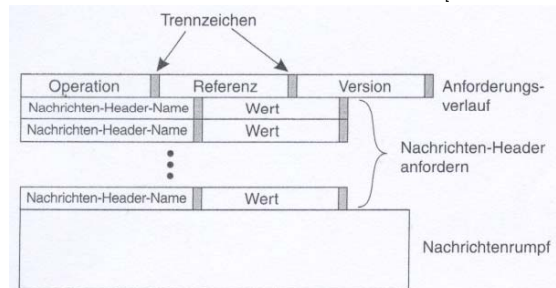 Trennzeichen
Operation Referenz Version Anforderungs-
verlauf
Nachrichten-Header-Name Wert
Nachrichten-Header-Name Wert
Nachrichten-Header
anfordern
Nachrichten-Header-Name Wert
Nachrichtenrumpf